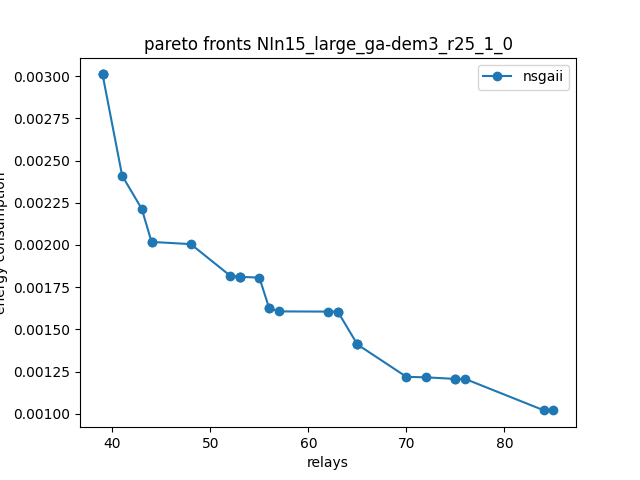 pareto fronts NIn15_large_ga-dem3_r25_1_0
nsgaii
0.00300
0.00275
0.00250
0.00225
0.00200
0.00175
0.00150
0.00125
0.00100
energy consumption
40 50 60 70 80
relays